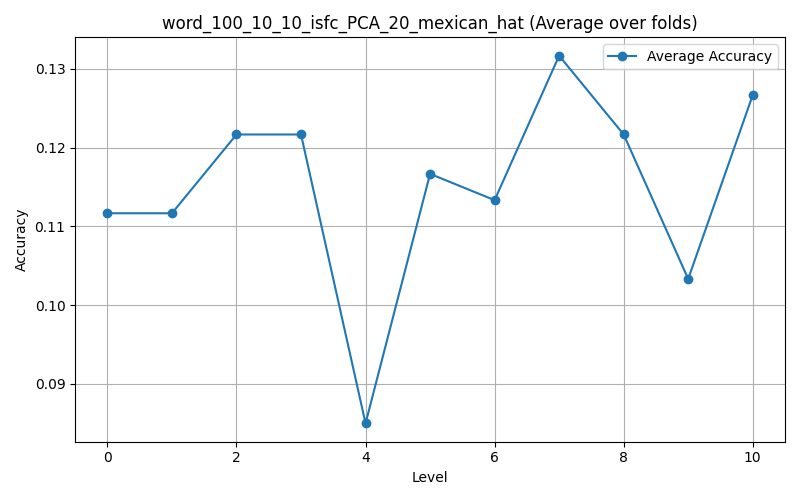 word_100_10_10_isfc_PCA_20_mexican_hat (Average over folds)
Average Accuracy
0.13
0.12
0.11
0.10
0.09
Accuracy
0 2 4 6 8 10
Level